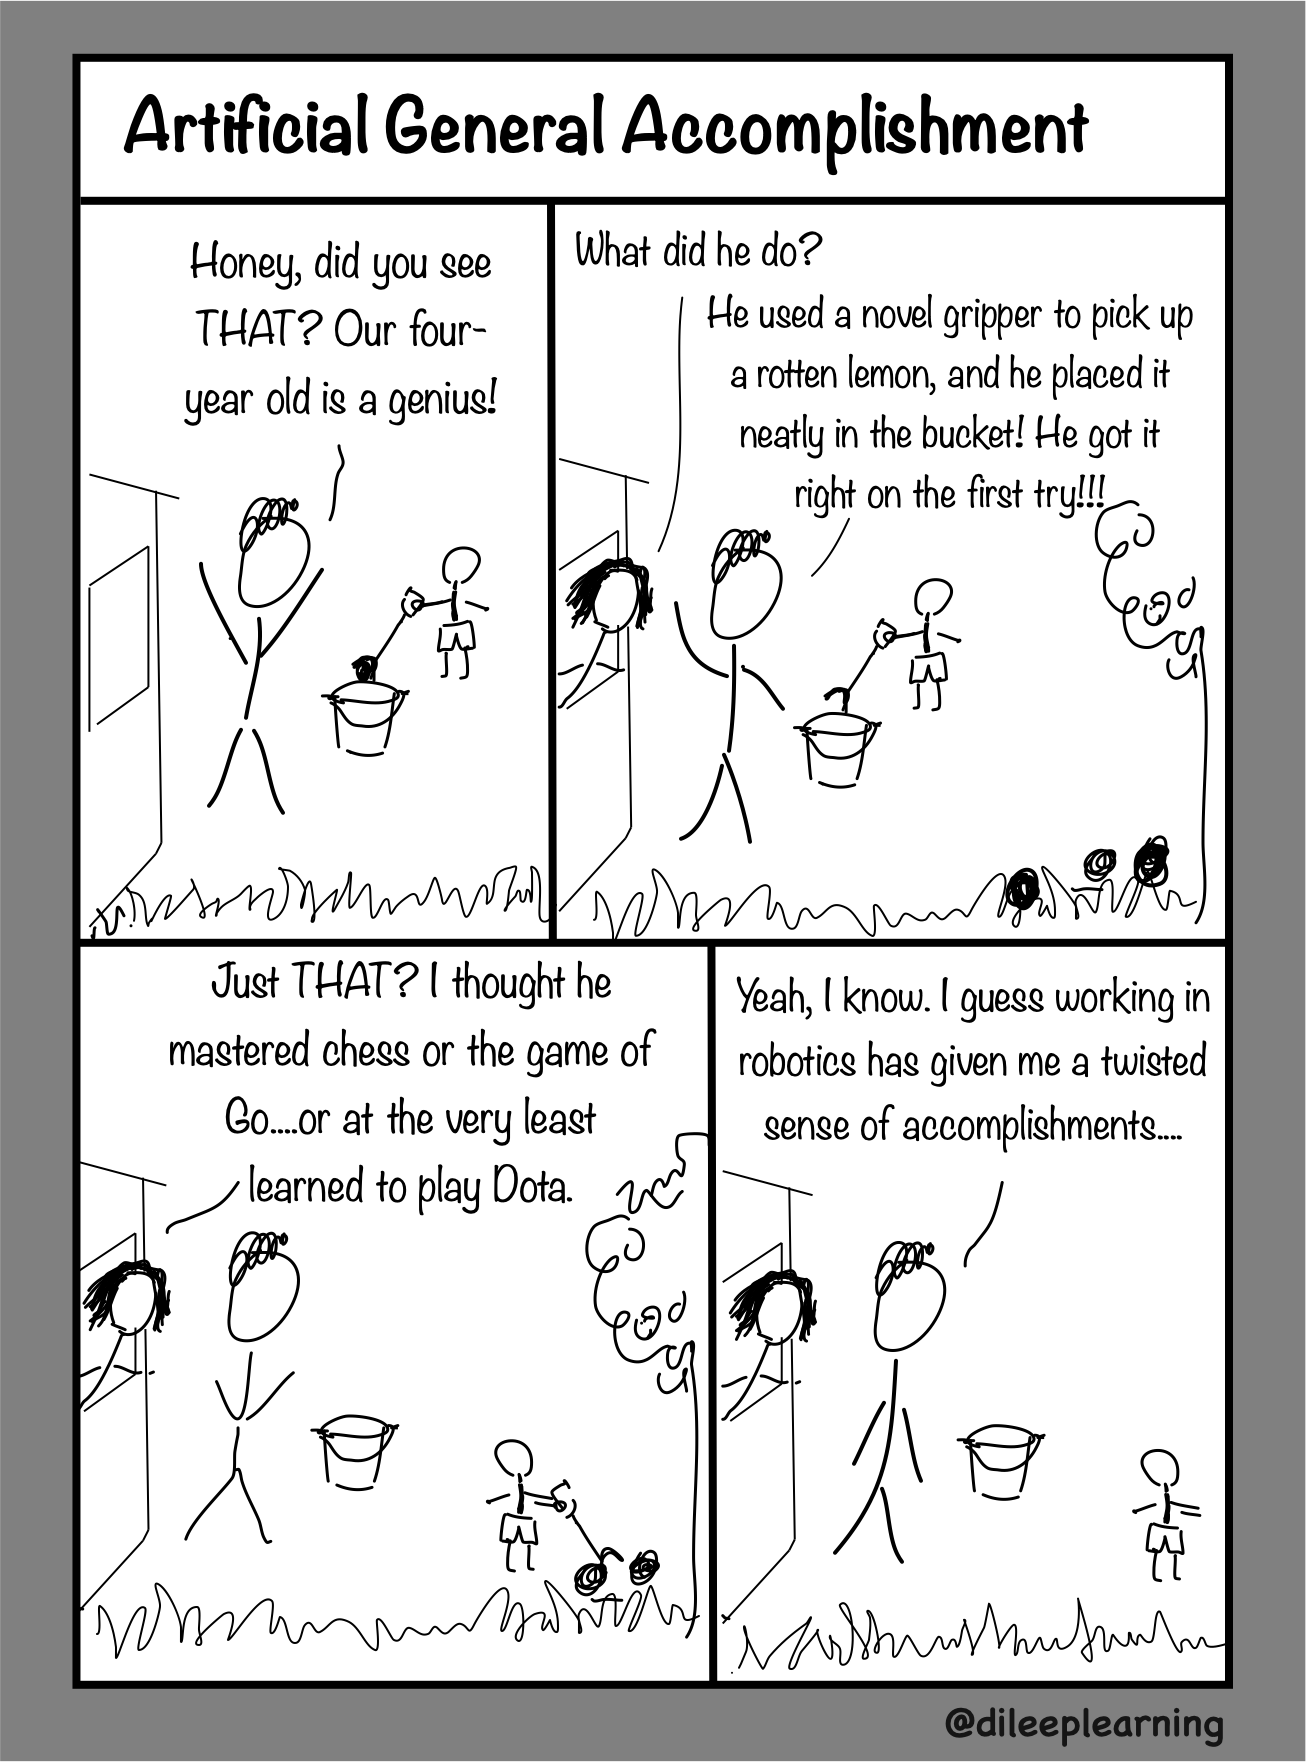 Artificial General Accomplishment
Honey, did you see
THAT? Our four-
year old is a genius!
What did he do?
He used a novel gripper to pick up
a rotten lemon, and he placed it
neatly in the bucket! He got it
right on the first try!!!
Just THAT? I thought he
mastered chess or the game of
Go....or at the very least
learned to play Dota.
Yeah, I know. I guess working in
robotics has given me a twisted
sense of accomplishments....
@dileeplearning